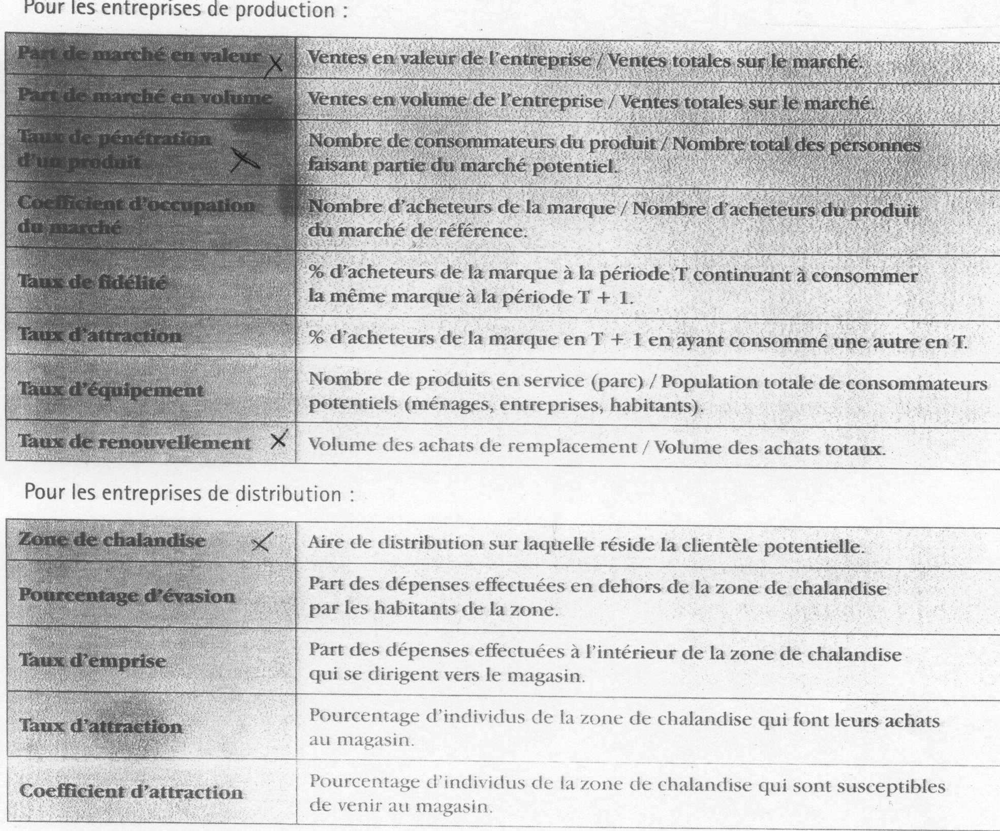 Pour les entreprises de production :
Part de marché en valeur
Ventes en valeur de l'entreprise / Ventes totales sur le marché.
Part de marché en volume
Ventes en volume de l'entreprise / Ventes totales sur le marché.
Taux de pénétration
d'un produit
Nombre de consommateurs du produit / Nombre total des personnes
faisant partie du marché potentiel.
Coefficient d'occupation
du marché
Nombre d'acheteurs de la marque / Nombre d'acheteurs du produit
du marché de référence.
Taux de fidélité
% d'acheteurs de la marque à la période T continuant à consommer
la même marque à la période T + 1.
Taux d'attraction
% d'acheteurs de la marque en T + 1 en ayant consommé une autre en T.
Taux d'équipement
Nombre de produits en service (parc) / Population totale de consommateurs
potentiels (ménages, entreprises, habitants).
Taux de renouvellement
Volume des achats de remplacement / Volume des achats totaux.
Pour les entreprises de distribution :
Zone de chalandise
Aire de distribution sur laquelle réside la clientèle potentielle.
Pourcentage d'évasion
Part des dépenses effectuées en dehors de la zone de chalandise
par les habitants de la zone.
Taux d'emprise
Part des dépenses effectuées à l'intérieur de la zone de chalandise
qui se dirigent vers le magasin.
Taux d'attraction
Pourcentage d'individus de la zone de chalandise qui font leurs achats
au magasin.
Coefficient d'attraction
Pourcentage d'individus de la zone de chalandise qui sont susceptibles
de venir au magasin.